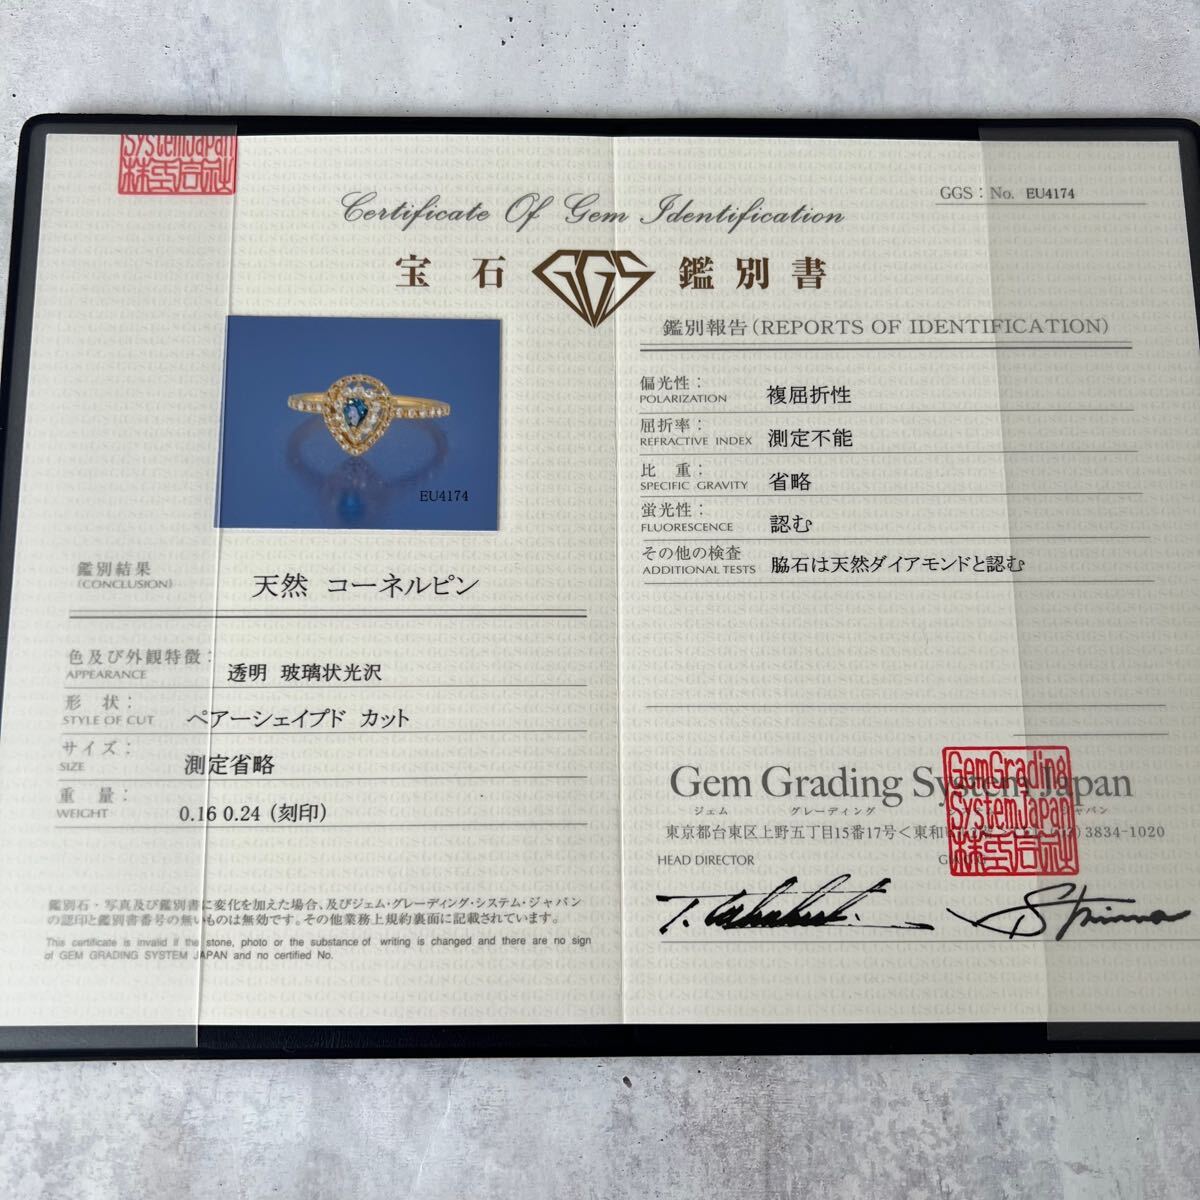 SystemJapan
株式会社
Certificate Of Gem Identification
GGS : No. EU4174
宝石 GGS 鑑別書
EU4174
鑑別結果
(CONCLUSION)
天然 コーネルピン
色及び外観特徴:
APPEARANCE
透明 玻璃状光沢
形 状:
STYLE OF CUT
ペアーシェイプド カット
サイズ:
SIZE
測定省略
重 量:
WEIGHT
0.16 0.24 (刻印)
鑑別石・写真及び鑑別書に変化を加えた場合、及びジェム・グレーディング・システム・ジャパン
の認印と鑑別書番号の無いものは無効です。その他業務上規約裏面に記載されています。
This certificate is invalid if the stone, photo or the substance of writing is changed and there are no sign
of GEM GRADING SYSTEM JAPAN and no certified No.
鑑別報告(REPORTS OF IDENTIFICATION)
偏光性:
POLARIZATION
複屈折性
屈折率:
REFRACTIVE INDEX
測定不能
比 重:
SPECIFIC GRAVITY
省略
蛍光性:
FLUORESCENCE
認む
その他の検査
ADDITIONAL TESTS
脇石は天然ダイアモンドと認む
Gem Grading System Japan
ジェム グレーディング
東京都台東区上野五丁目15番17号<東和 3834-1020
GemGrading
SystemJapan
株式会社
HEAD DIRECTOR